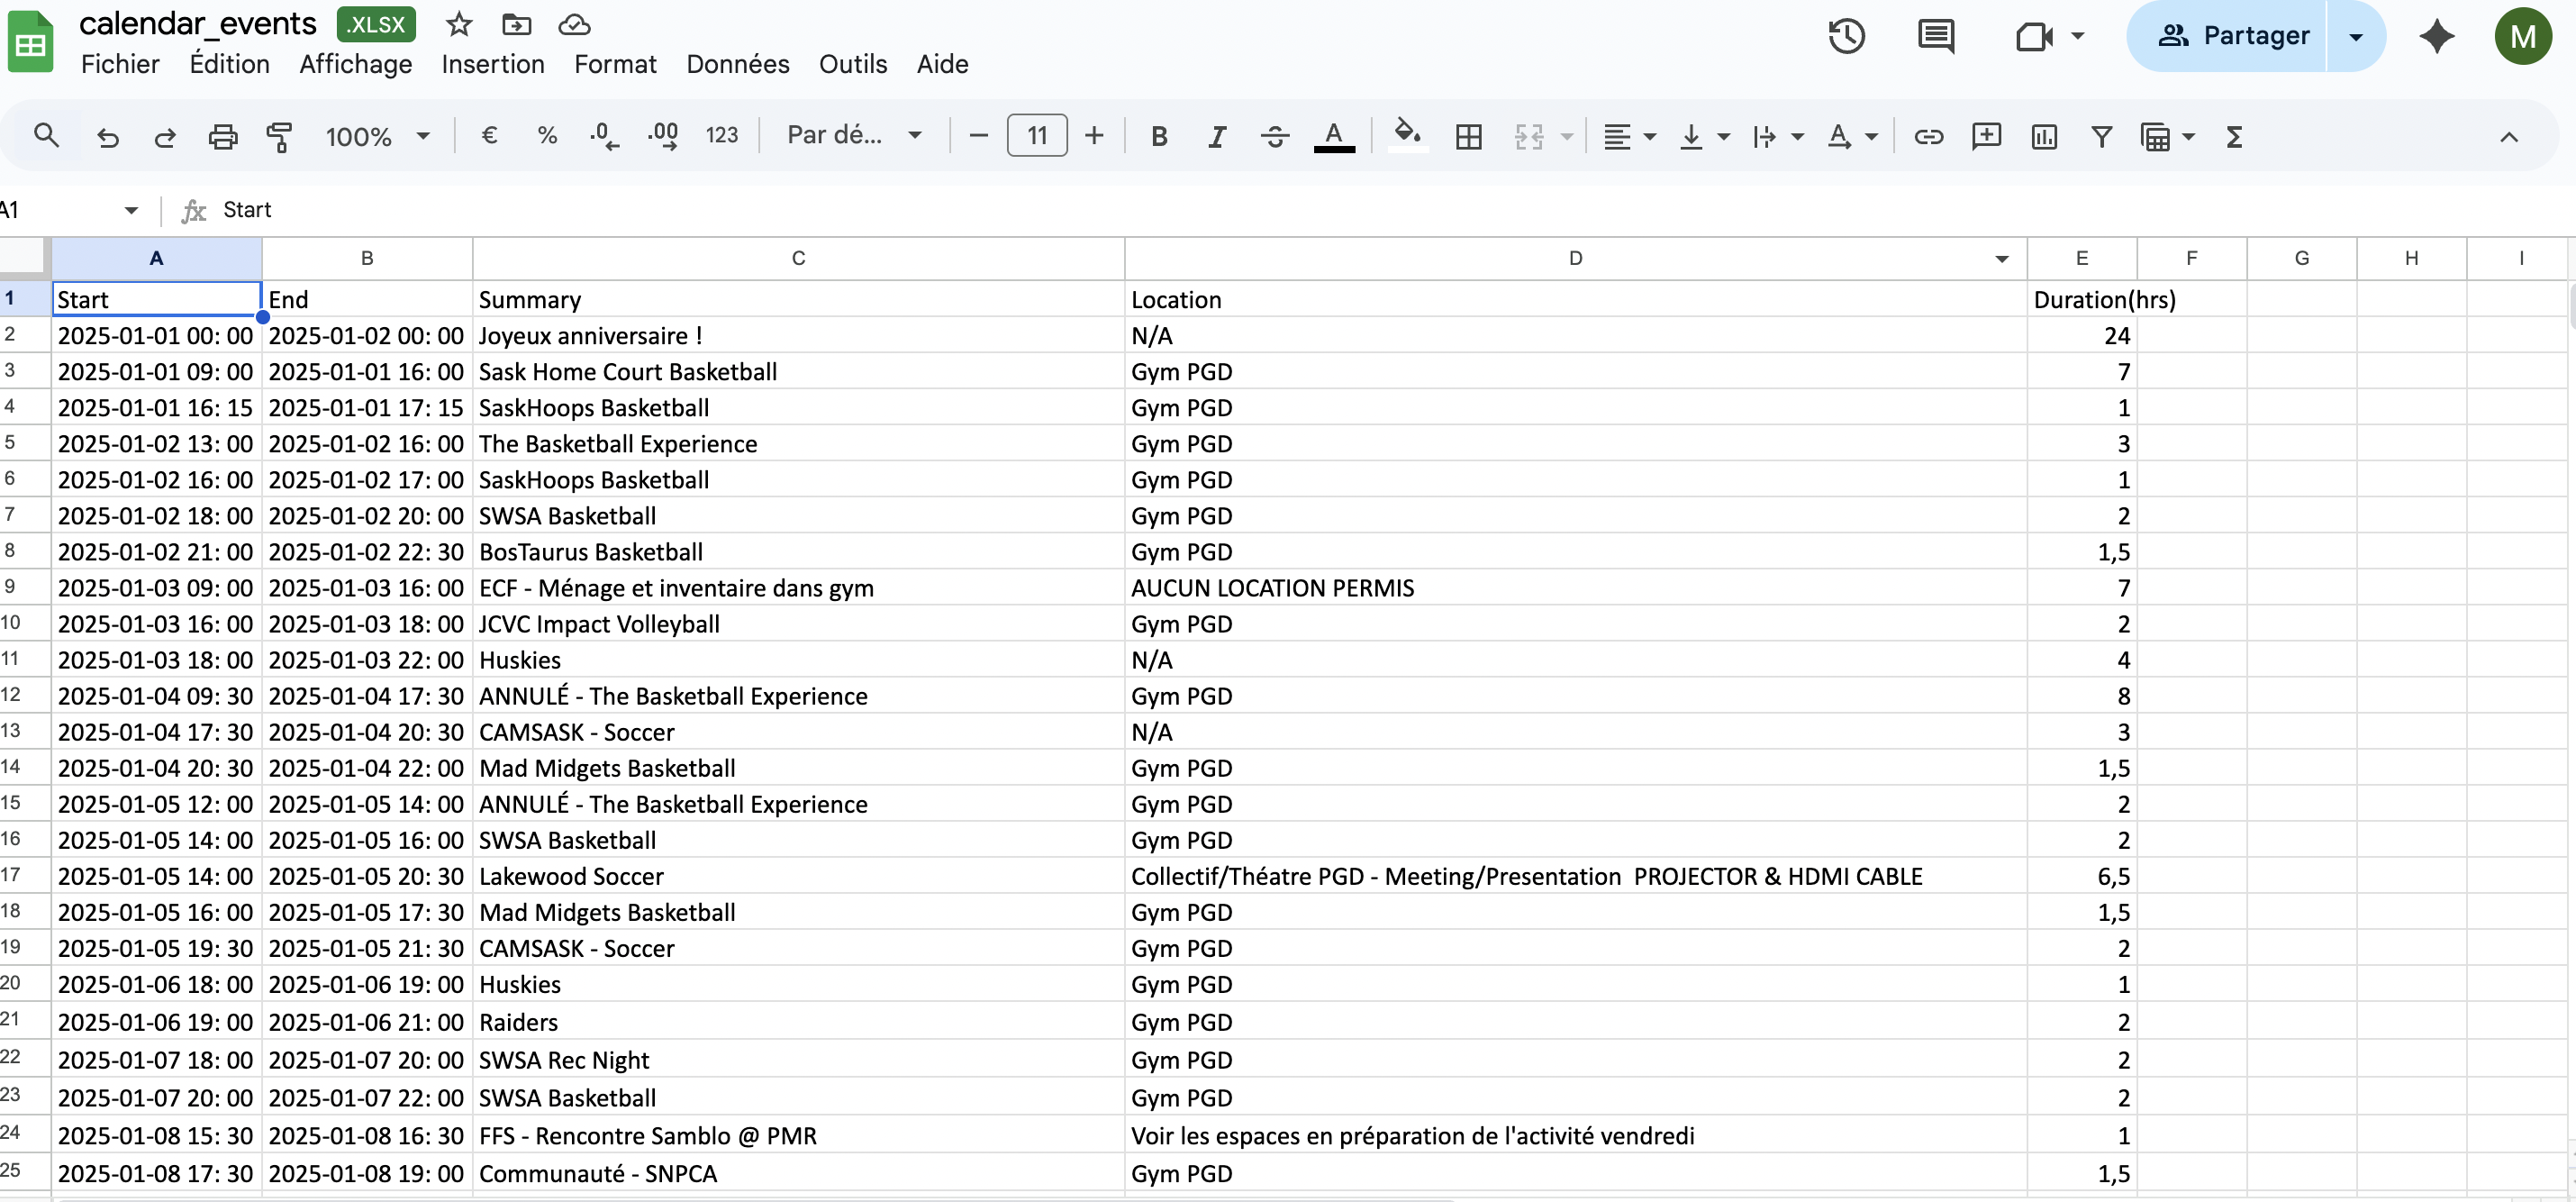 calendar_events .XLSX
Fichier Édition Affichage Insertion Format Données Outils Aide
Partager
M
100% € % .0 .00 123 Par dé... − 11 + B I A A
A1 fx Start
A B C D E F G H I
1 Start End Summary Location Duration(hrs)
2 2025-01-01 00: 00 2025-01-02 00: 00 Joyeux anniversaire ! N/A 24
3 2025-01-01 09: 00 2025-01-01 16: 00 Sask Home Court Basketball Gym PGD 7
4 2025-01-01 16: 15 2025-01-01 17: 15 SaskHoops Basketball Gym PGD 1
5 2025-01-02 13: 00 2025-01-02 16: 00 The Basketball Experience Gym PGD 3
6 2025-01-02 16: 00 2025-01-02 17: 00 SaskHoops Basketball Gym PGD 1
7 2025-01-02 18: 00 2025-01-02 20: 00 SWSA Basketball Gym PGD 2
8 2025-01-02 21: 00 2025-01-02 22: 30 BosTaurus Basketball Gym PGD 1,5
9 2025-01-03 09: 00 2025-01-03 16: 00 ECF - Ménage et inventaire dans gym AUCUN LOCATION PERMIS 7
10 2025-01-03 16: 00 2025-01-03 18: 00 JCVC Impact Volleyball Gym PGD 2
11 2025-01-03 18: 00 2025-01-03 22: 00 Huskies N/A 4
12 2025-01-04 09: 30 2025-01-04 17: 30 ANNULÉ - The Basketball Experience Gym PGD 8
13 2025-01-04 17: 30 2025-01-04 20: 30 CAMSASK - Soccer N/A 3
14 2025-01-04 20: 30 2025-01-04 22: 00 Mad Midgets Basketball Gym PGD 1,5
15 2025-01-05 12: 00 2025-01-05 14: 00 ANNULÉ - The Basketball Experience Gym PGD 2
16 2025-01-05 14: 00 2025-01-05 16: 00 SWSA Basketball Gym PGD 2
17 2025-01-05 14: 00 2025-01-05 20: 30 Lakewood Soccer Collectif/Théatre PGD - Meeting/Presentation  PROJECTOR & HDMI CABLE 6,5
18 2025-01-05 16: 00 2025-01-05 17: 30 Mad Midgets Basketball Gym PGD 1,5
19 2025-01-05 19: 30 2025-01-05 21: 30 CAMSASK - Soccer Gym PGD 2
20 2025-01-06 18: 00 2025-01-06 19: 00 Huskies Gym PGD 1
21 2025-01-06 19: 00 2025-01-06 21: 00 Raiders Gym PGD 2
22 2025-01-07 18: 00 2025-01-07 20: 00 SWSA Rec Night Gym PGD 2
23 2025-01-07 20: 00 2025-01-07 22: 00 SWSA Basketball Gym PGD 2
24 2025-01-08 15: 30 2025-01-08 16: 30 FFS - Rencontre Samblo @ PMR Voir les espaces en préparation de l'activité vendredi 1
25 2025-01-08 17: 30 2025-01-08 19: 00 Communauté - SNPCA Gym PGD 1,5